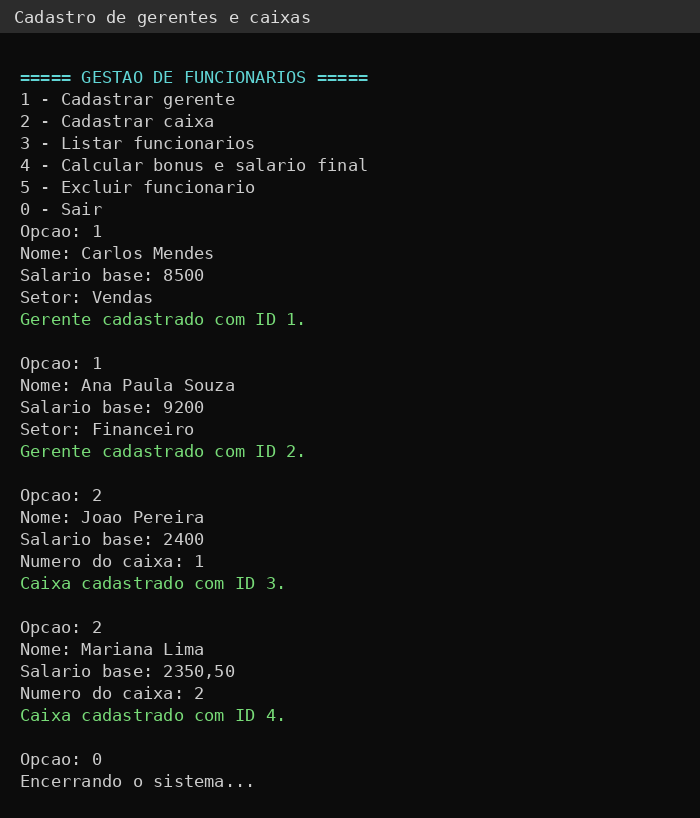 Cadastro de gerentes e caixas
===== GESTAO DE FUNCIONARIOS =====
1 - Cadastrar gerente
2 - Cadastrar caixa
3 - Listar funcionarios
4 - Calcular bonus e salario final
5 - Excluir funcionario
0 - Sair
Opcao: 1
Nome: Carlos Mendes
Salario base: 8500
Setor: Vendas
Gerente cadastrado com ID 1.
Opcao: 1
Nome: Ana Paula Souza
Salario base: 9200
Setor: Financeiro
Gerente cadastrado com ID 2.
Opcao: 2
Nome: Joao Pereira
Salario base: 2400
Numero do caixa: 1
Caixa cadastrado com ID 3.
Opcao: 2
Nome: Mariana Lima
Salario base: 2350,50
Numero do caixa: 2
Caixa cadastrado com ID 4.
Opcao: 0
Encerrando o sistema...